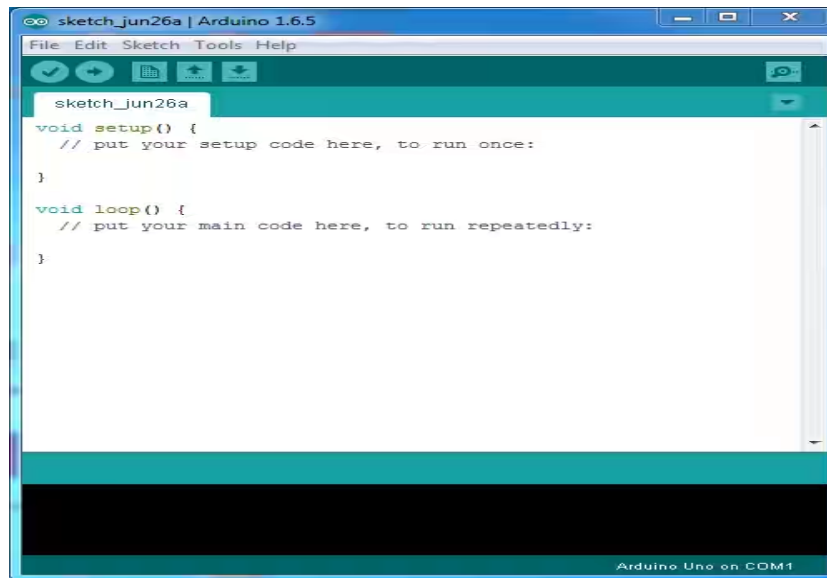 sketch_jun26a | Arduino 1.6.5
File Edit Sketch Tools Help
sketch_jun26a
void setup() {
  // put your setup code here, to run once:
}
void loop() {
  // put your main code here, to run repeatedly:
}
Arduino Uno on COM1